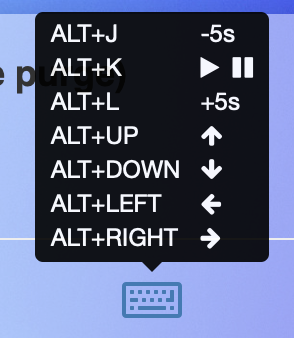 ALT+J -5s
ALT+K
ALT+L +5s
ALT+UP ↑
ALT+DOWN ↓
ALT+LEFT ←
ALT+RIGHT →